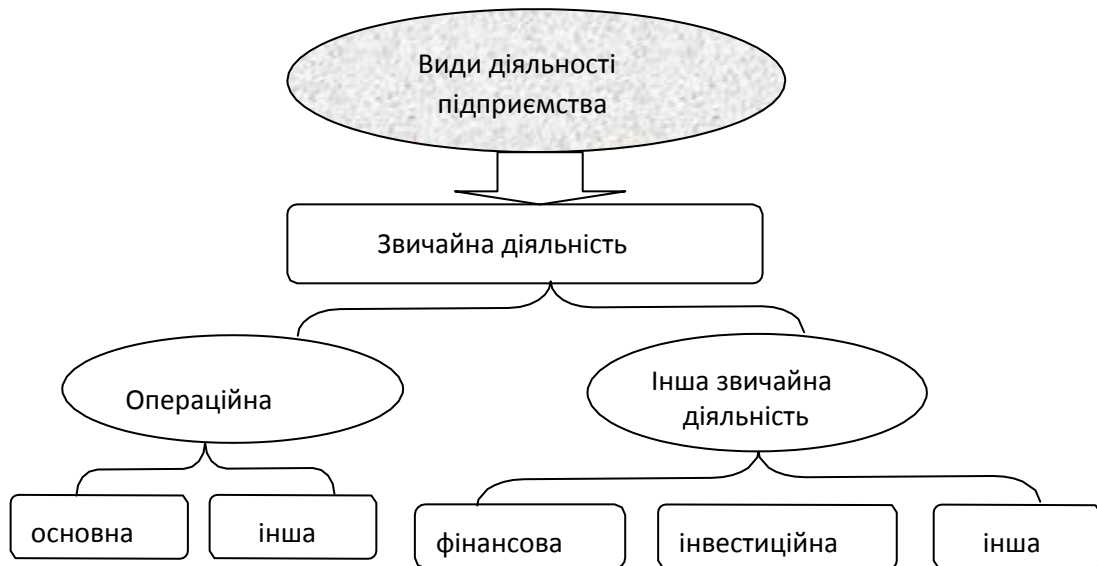 Види діяльності
підприємства
Звичайна діяльність
Операційна
Інша звичайна
діяльність
основна
інша
фінансова
інвестиційна
інша